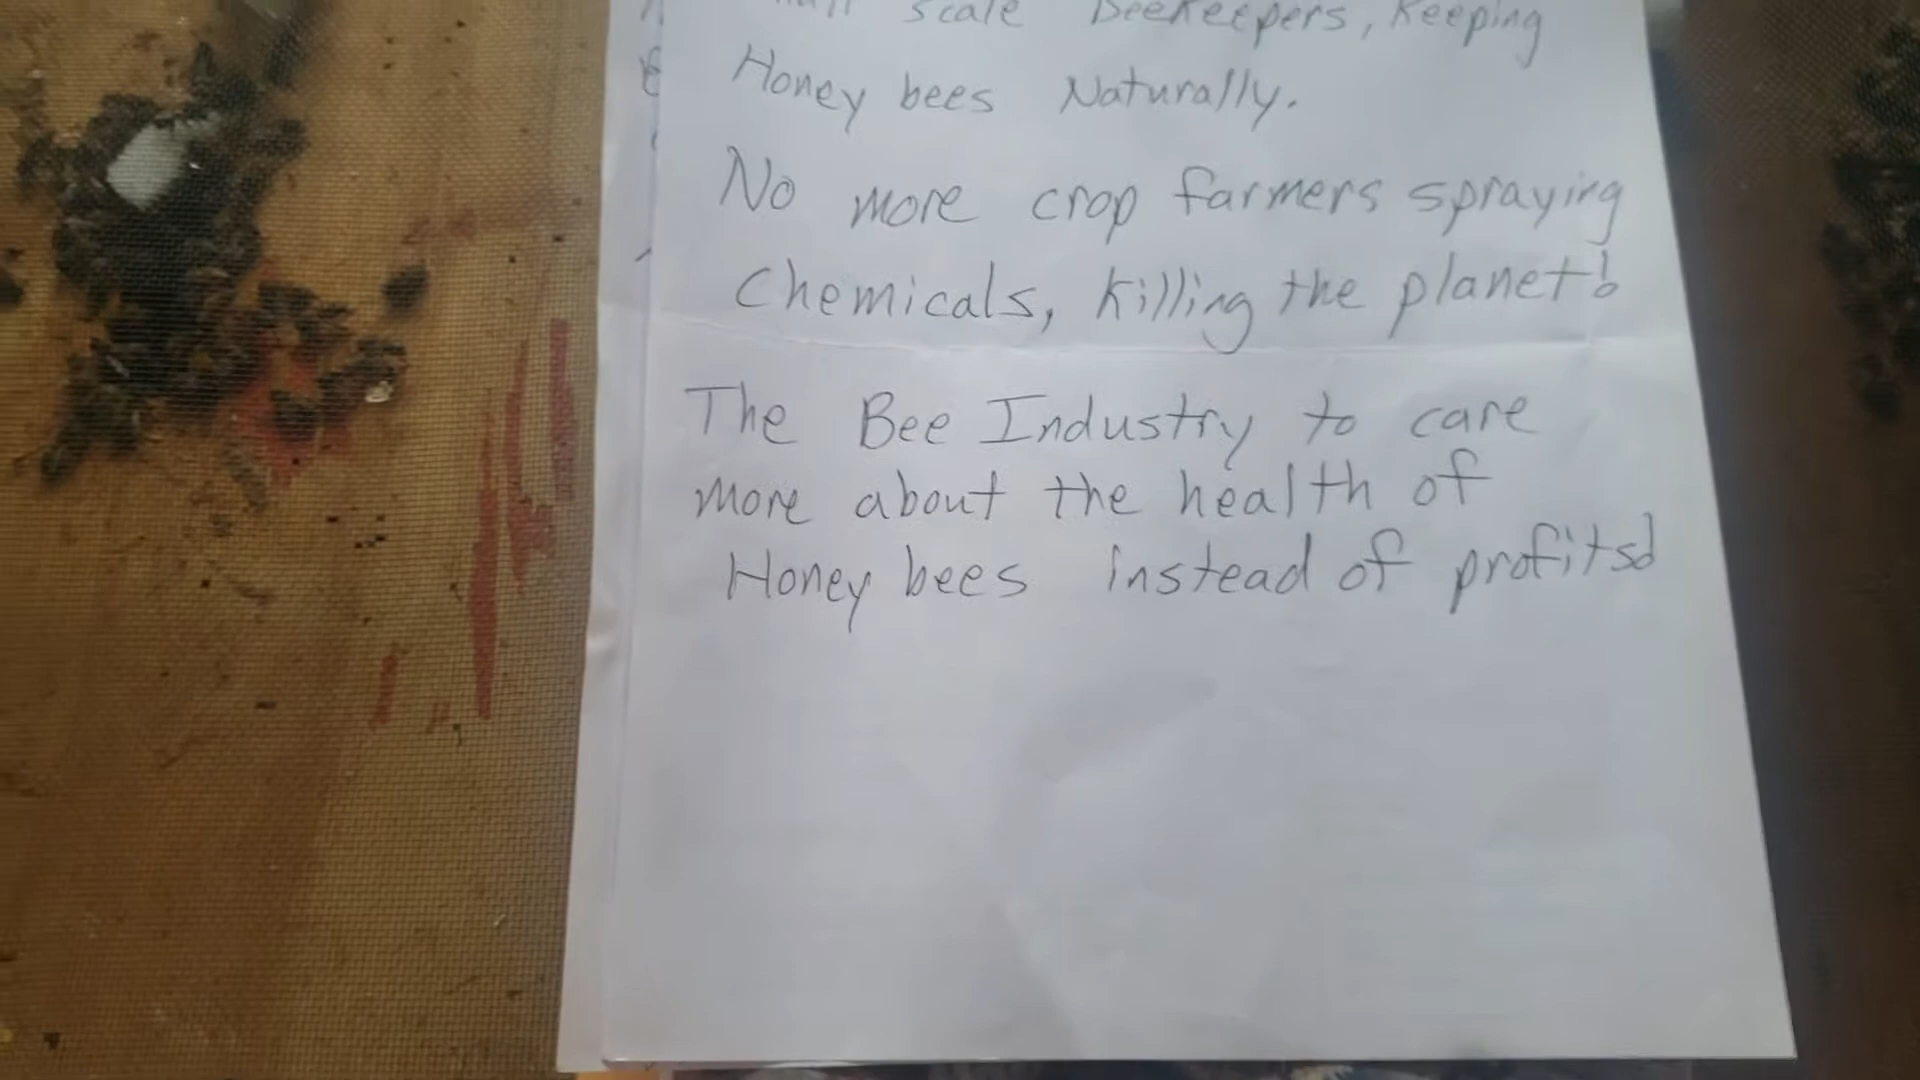 scale Beekeepers, Keeping
Honey bees Naturally.
No more crop farmers spraying
Chemicals, Killing the planet!
The Bee Industry to care
more about the health of
Honey bees instead of profits!